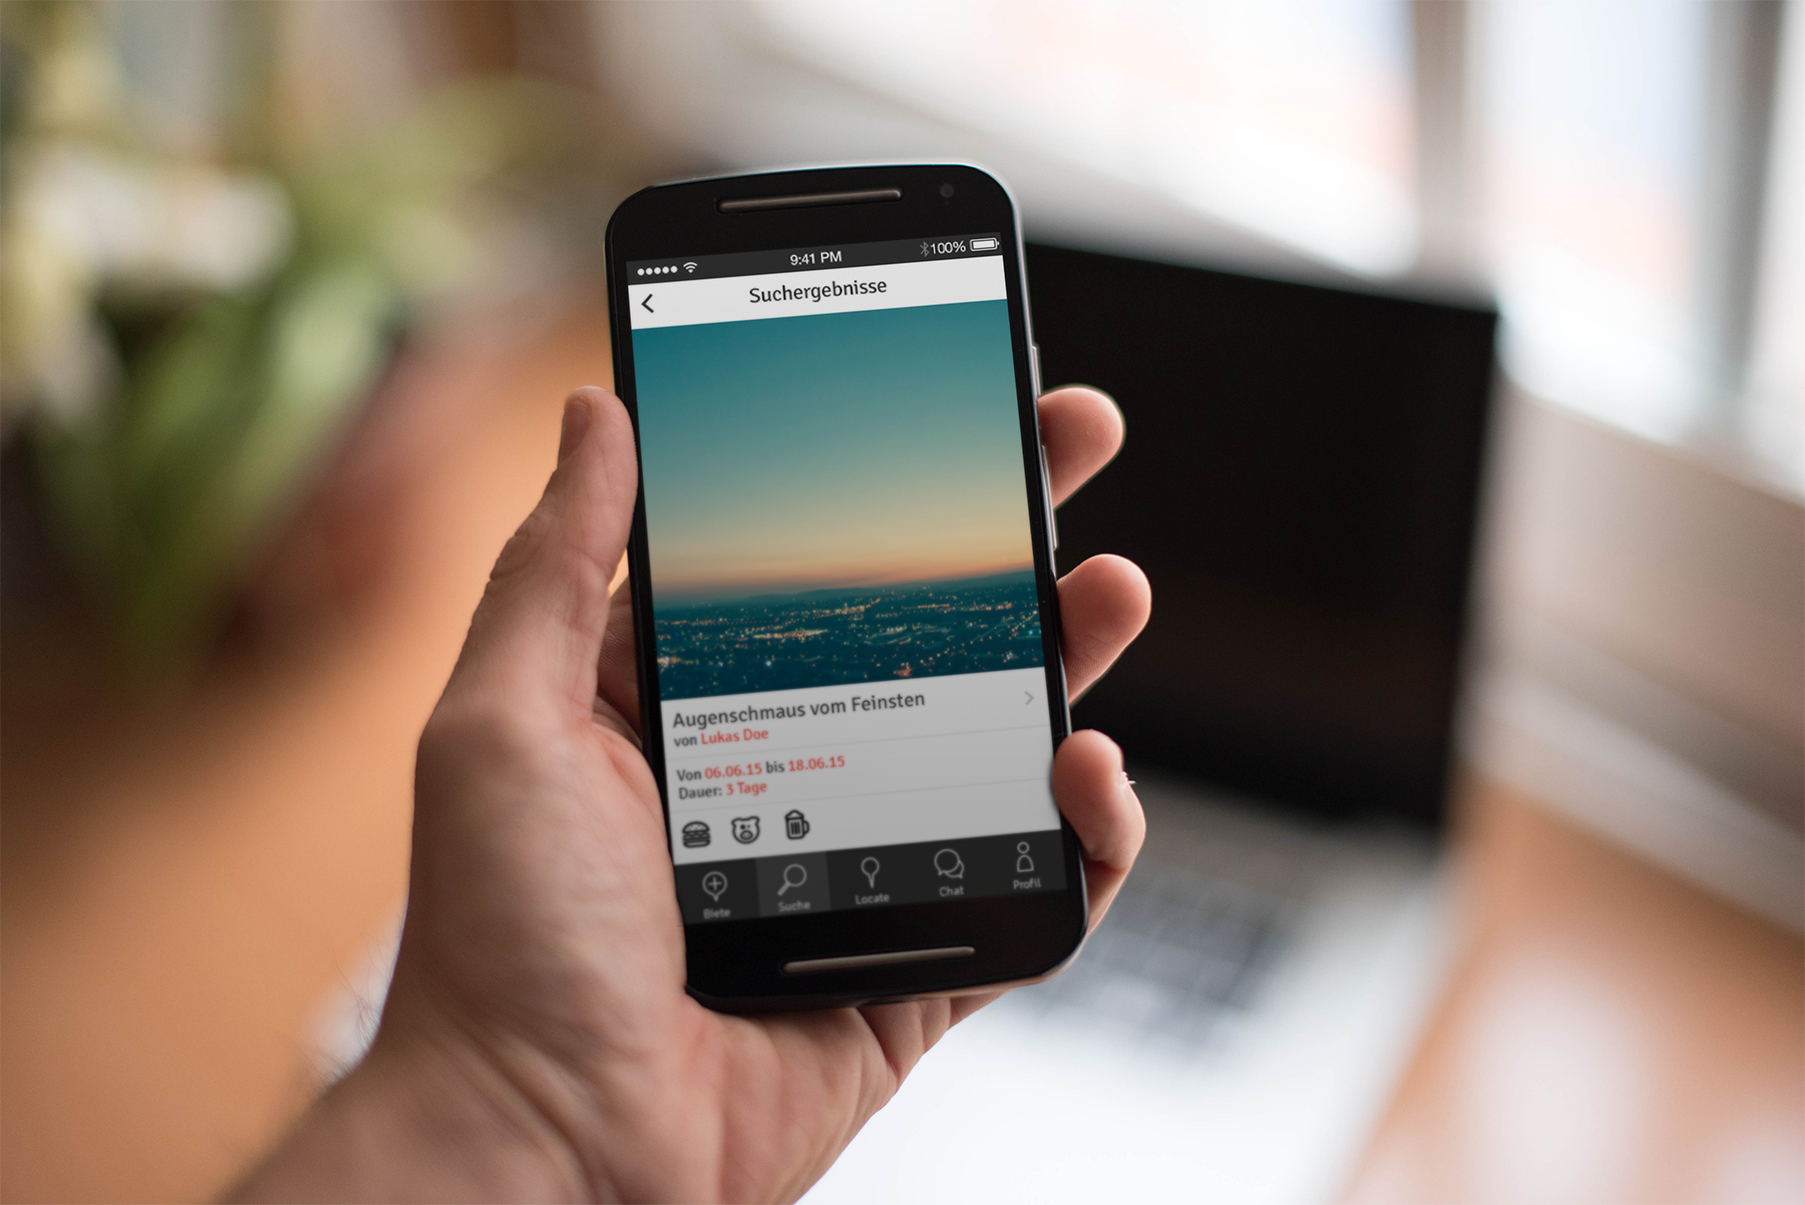 9:41 PM
100%
Suchergebnisse
Augenschmaus vom Feinsten
von Lukas Doe
Von 06.06.15 bis 18.06.15
Dauer: 3 Tage
Biete
Suche
Locate
Chat
Profil